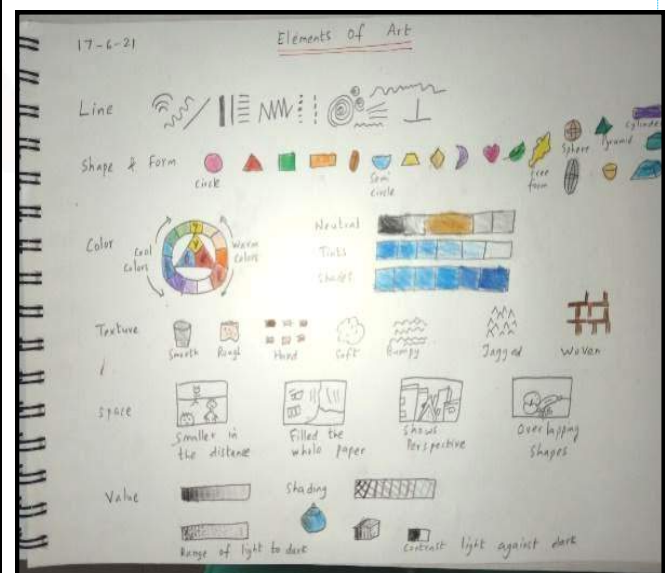 17-6-21
Elements of Art
Line
Shape & Form
Circle
Semi circle
Free form
Sphere
Pyramid
Cylinder
Color
Cool Colors
Warm Colors
Neutral
Tints
Shades
Texture
Smooth Rough Hard Soft Bumpy Jagged Woven
Space
Smaller in the distance
Filled the whole paper
Shows Perspective
Overlapping Shapes
Value
Shading
Range of light to dark
Contrast light against dark